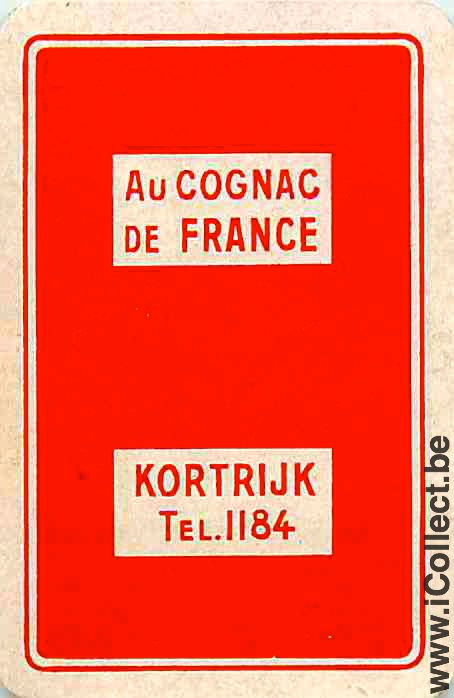 AU COGNAC
DE FRANCE
KORTRIJK
TEL.1184
www.iCollect.be